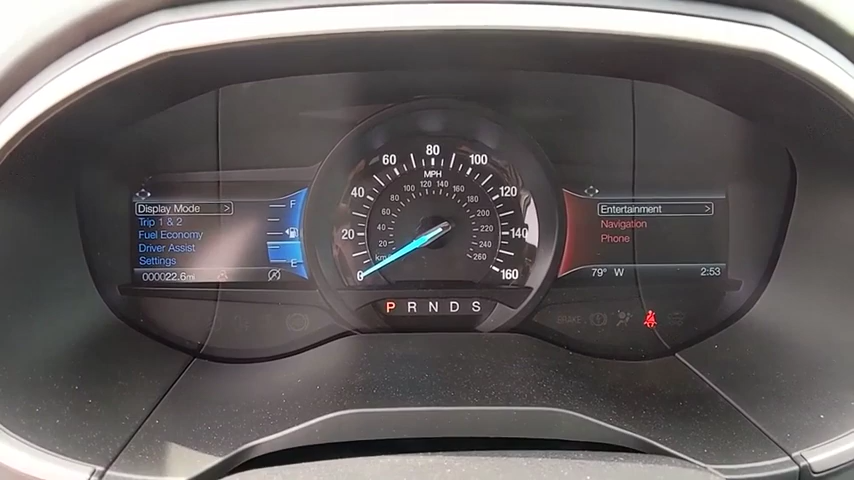 Display Mode >
Trip 1 & 2
Fuel Economy
Driver Assist
Settings
000022.6mi
F
E
0
20
40
60
80
100
120
140
160
MPH
20
40
60
80
100
120
140
160
180
200
220
240
260
km/h
P R N D S
Entertainment >
Navigation
Phone
79° W
2:53
BRAKE